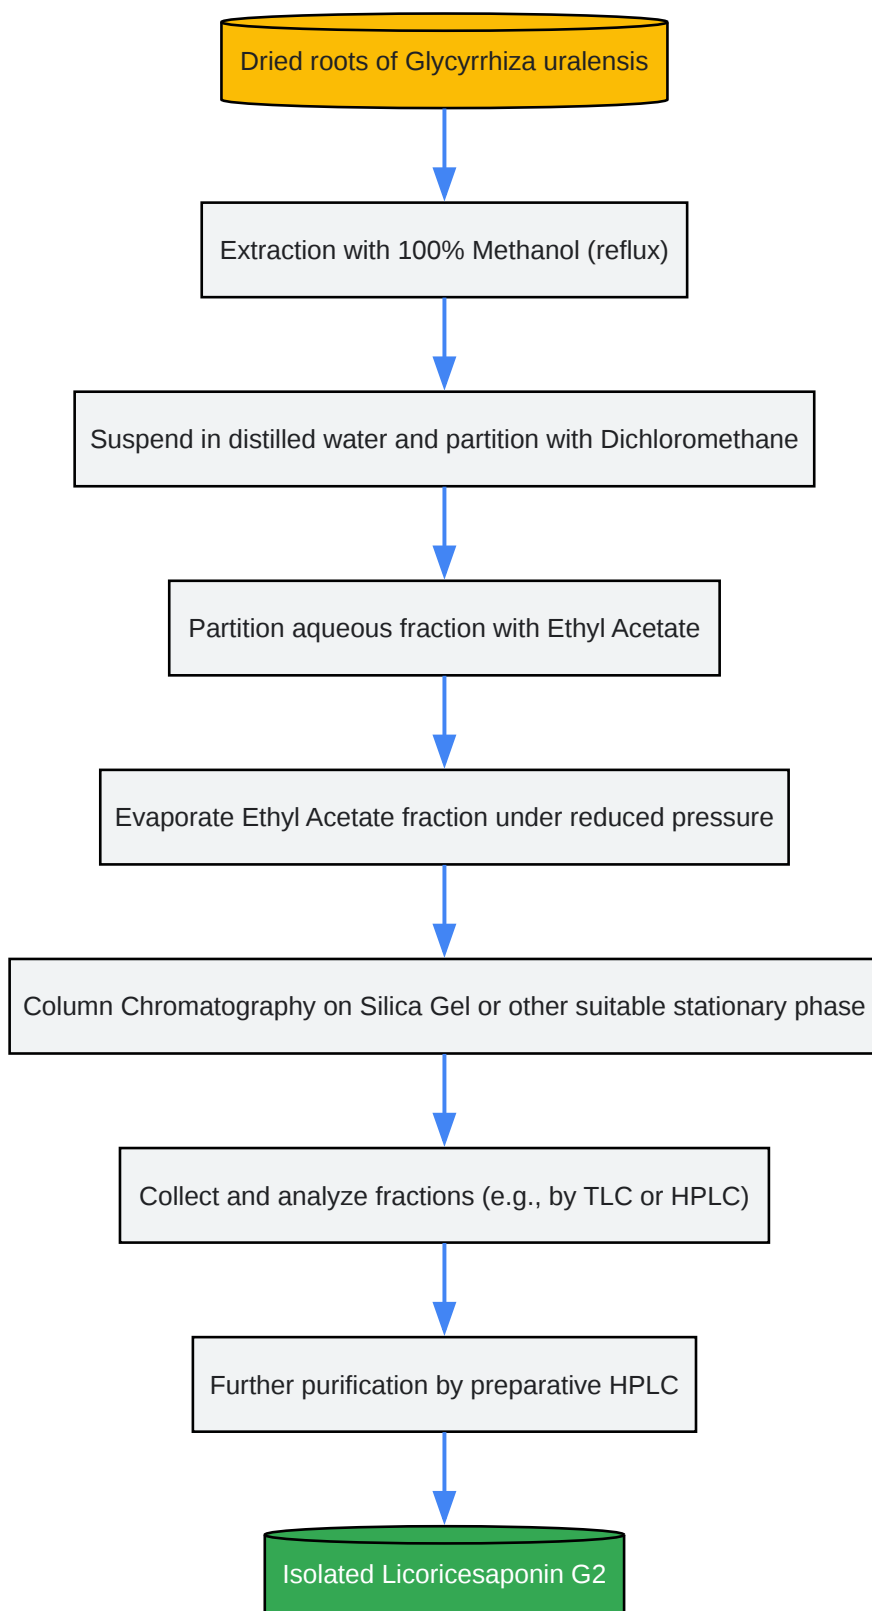 Dried roots of Glycyrrhiza uralensis
Extraction with 100% Methanol (reflux)
Suspend in distilled water and partition with Dichloromethane
Partition aqueous fraction with Ethyl Acetate
Evaporate Ethyl Acetate fraction under reduced pressure
Column Chromatography on Silica Gel or other suitable stationary phase
Collect and analyze fractions (e.g., by TLC or HPLC)
Further purification by preparative HPLC
Isolated Licoricesaponin G2